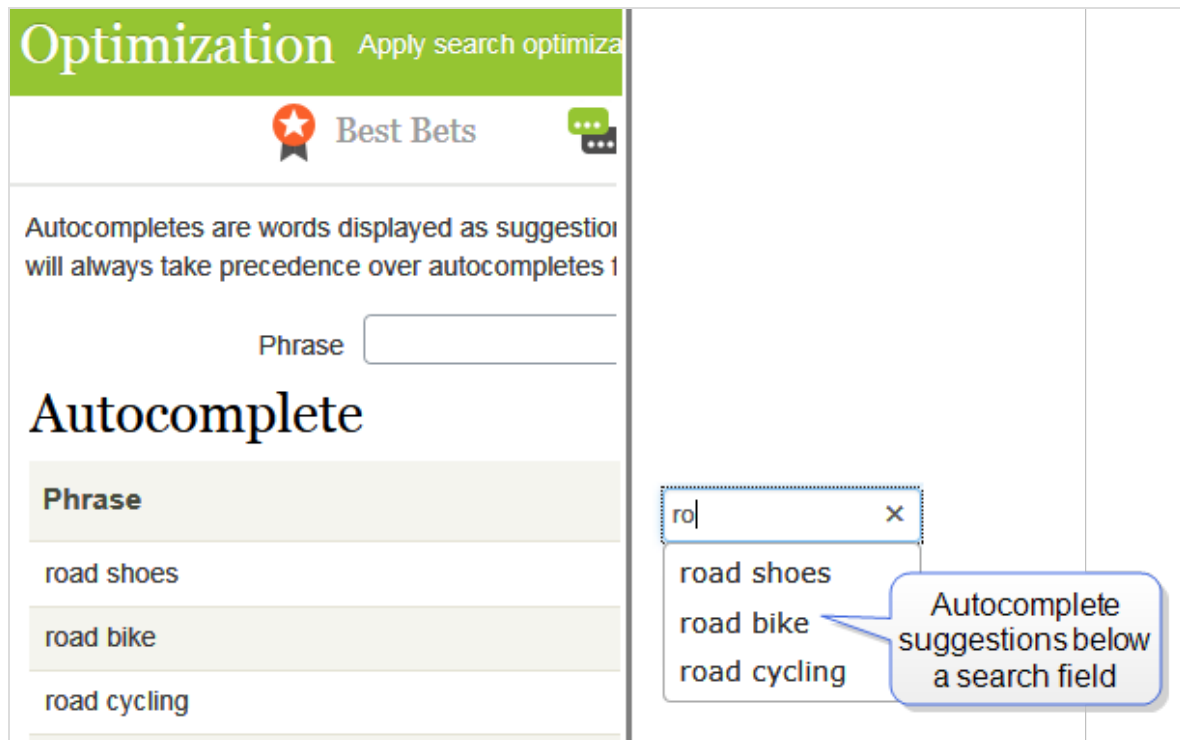 Optimization Apply search optimiza
Best Bets
Autocompletes are words displayed as suggestion
will always take precedence over autocompletes f
Phrase
Autocomplete
Phrase
road shoes
road bike
road cycling
ro
road shoes
road bike
road cycling
Autocomplete
suggestions below
a search field